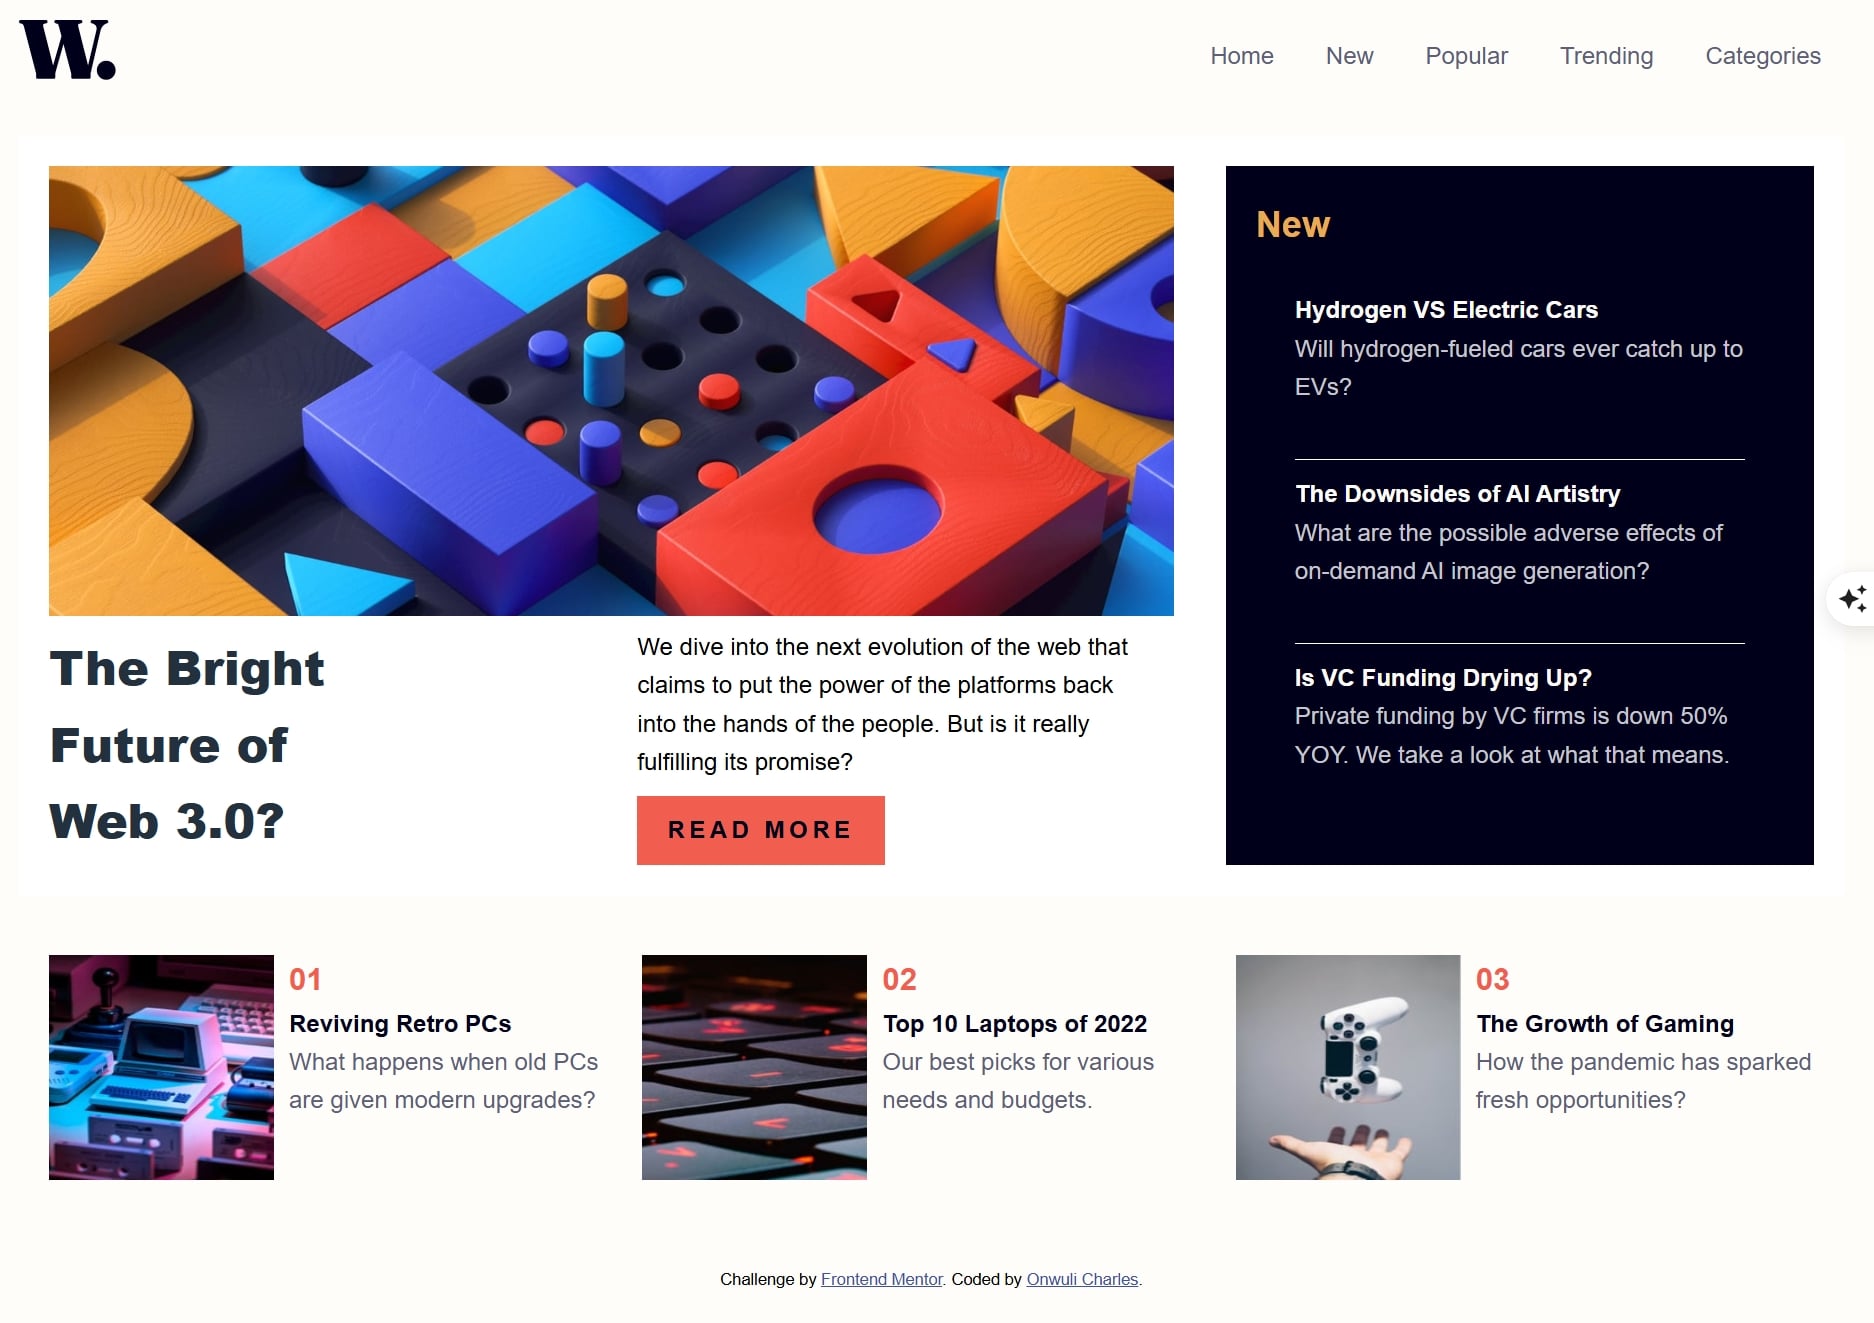 W.
Home New Popular Trending Categories
The Bright
Future of
Web 3.0?
We dive into the next evolution of the web that
claims to put the power of the platforms back
into the hands of the people. But is it really
fulfilling its promise?
READ MORE
New
Hydrogen VS Electric Cars
Will hydrogen-fueled cars ever catch up to
EVs?
The Downsides of AI Artistry
What are the possible adverse effects of
on-demand AI image generation?
Is VC Funding Drying Up?
Private funding by VC firms is down 50%
YOY. We take a look at what that means.
01
Reviving Retro PCs
What happens when old PCs
are given modern upgrades?
02
Top 10 Laptops of 2022
Our best picks for various
needs and budgets.
03
The Growth of Gaming
How the pandemic has sparked
fresh opportunities?
Challenge by Frontend Mentor. Coded by Onwuli Charles.